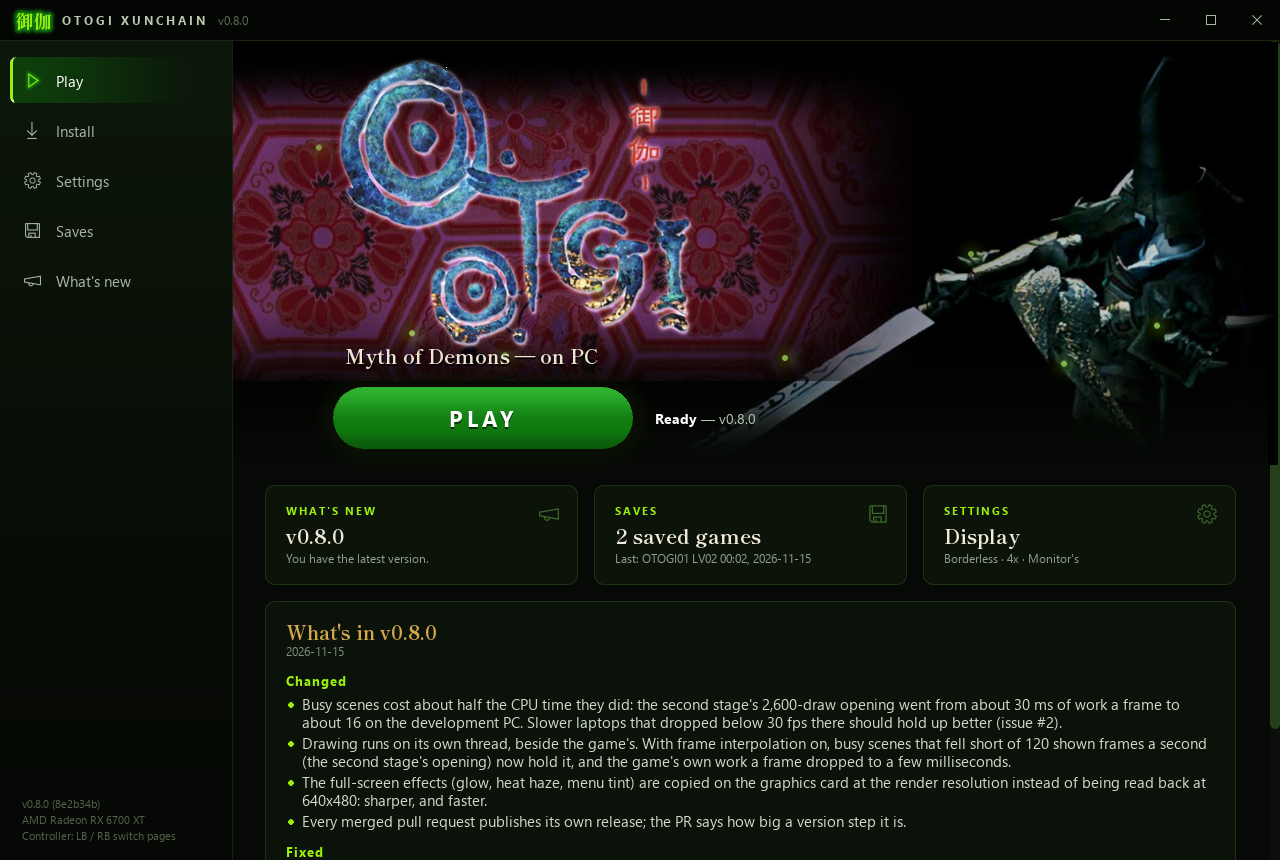 御伽 OTOGI XUNCHAIN v0.8.0
Play
Install
Settings
Saves
What's new
OTOGI
御伽
Myth of Demons — on PC
PLAY
Ready — v0.8.0
WHAT'S NEW
v0.8.0
You have the latest version.
SAVES
2 saved games
Last: OTOGI01 LV02 00:02, 2026-11-15
SETTINGS
Display
Borderless · 4x · Monitor's
What's in v0.8.0
2026-11-15
Changed
Busy scenes cost about half the CPU time they did: the second stage's 2,600-draw opening went from about 30 ms of work a frame to
about 16 on the development PC. Slower laptops that dropped below 30 fps there should hold up better (issue #2).
Drawing runs on its own thread, beside the game's. With frame interpolation on, busy scenes that fell short of 120 shown frames a second
(the second stage's opening) now hold it, and the game's own work a frame dropped to a few milliseconds.
The full-screen effects (glow, heat haze, menu tint) are copied on the graphics card at the render resolution instead of being read back at
640x480: sharper, and faster.
Every merged pull request publishes its own release; the PR says how big a version step it is.
Fixed
v0.8.0 (8e2b34b)
AMD Radeon RX 6700 XT
Controller: LB / RB switch pages